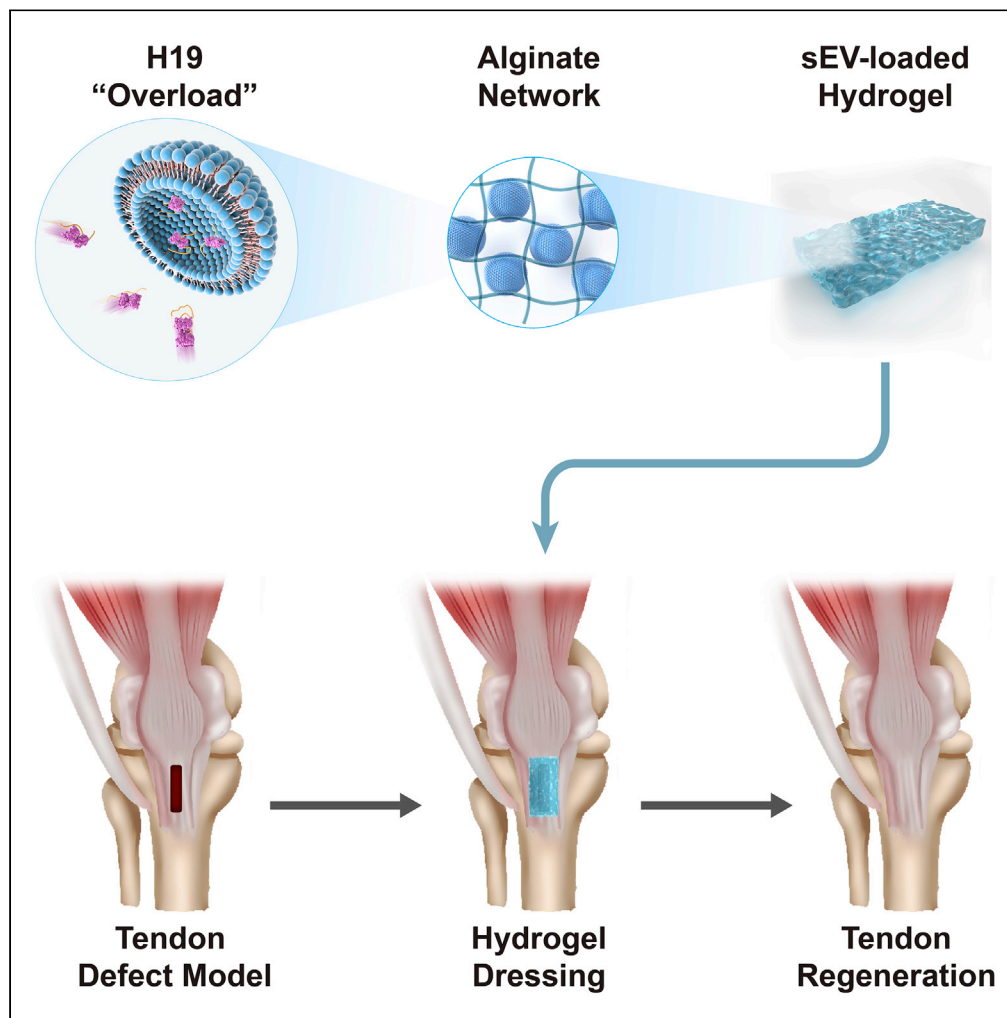 H19
“Overload”
Alginate
Network
sEV-loaded
Hydrogel
Tendon
Defect Model
Hydrogel
Dressing
Tendon
Regeneration